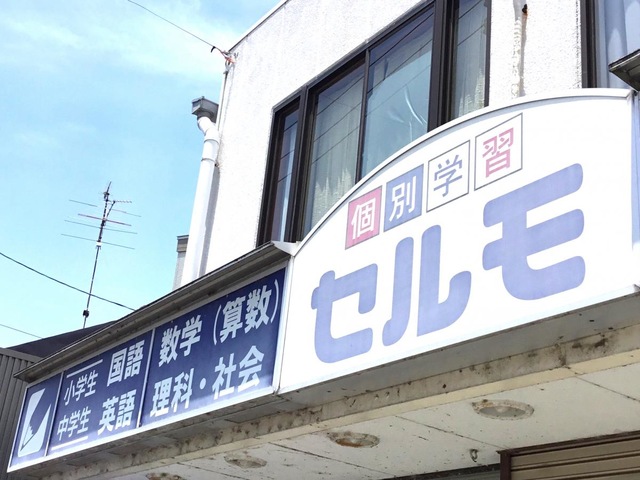 個別学習
セルモ
小学生
中学生
国語 数学(算数)
英語 理科・社会